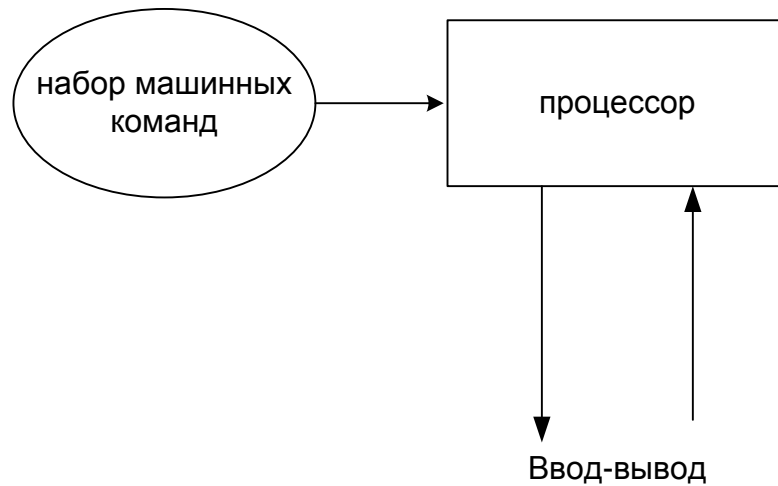 набор машинных
команд
процессор
Ввод-вывод